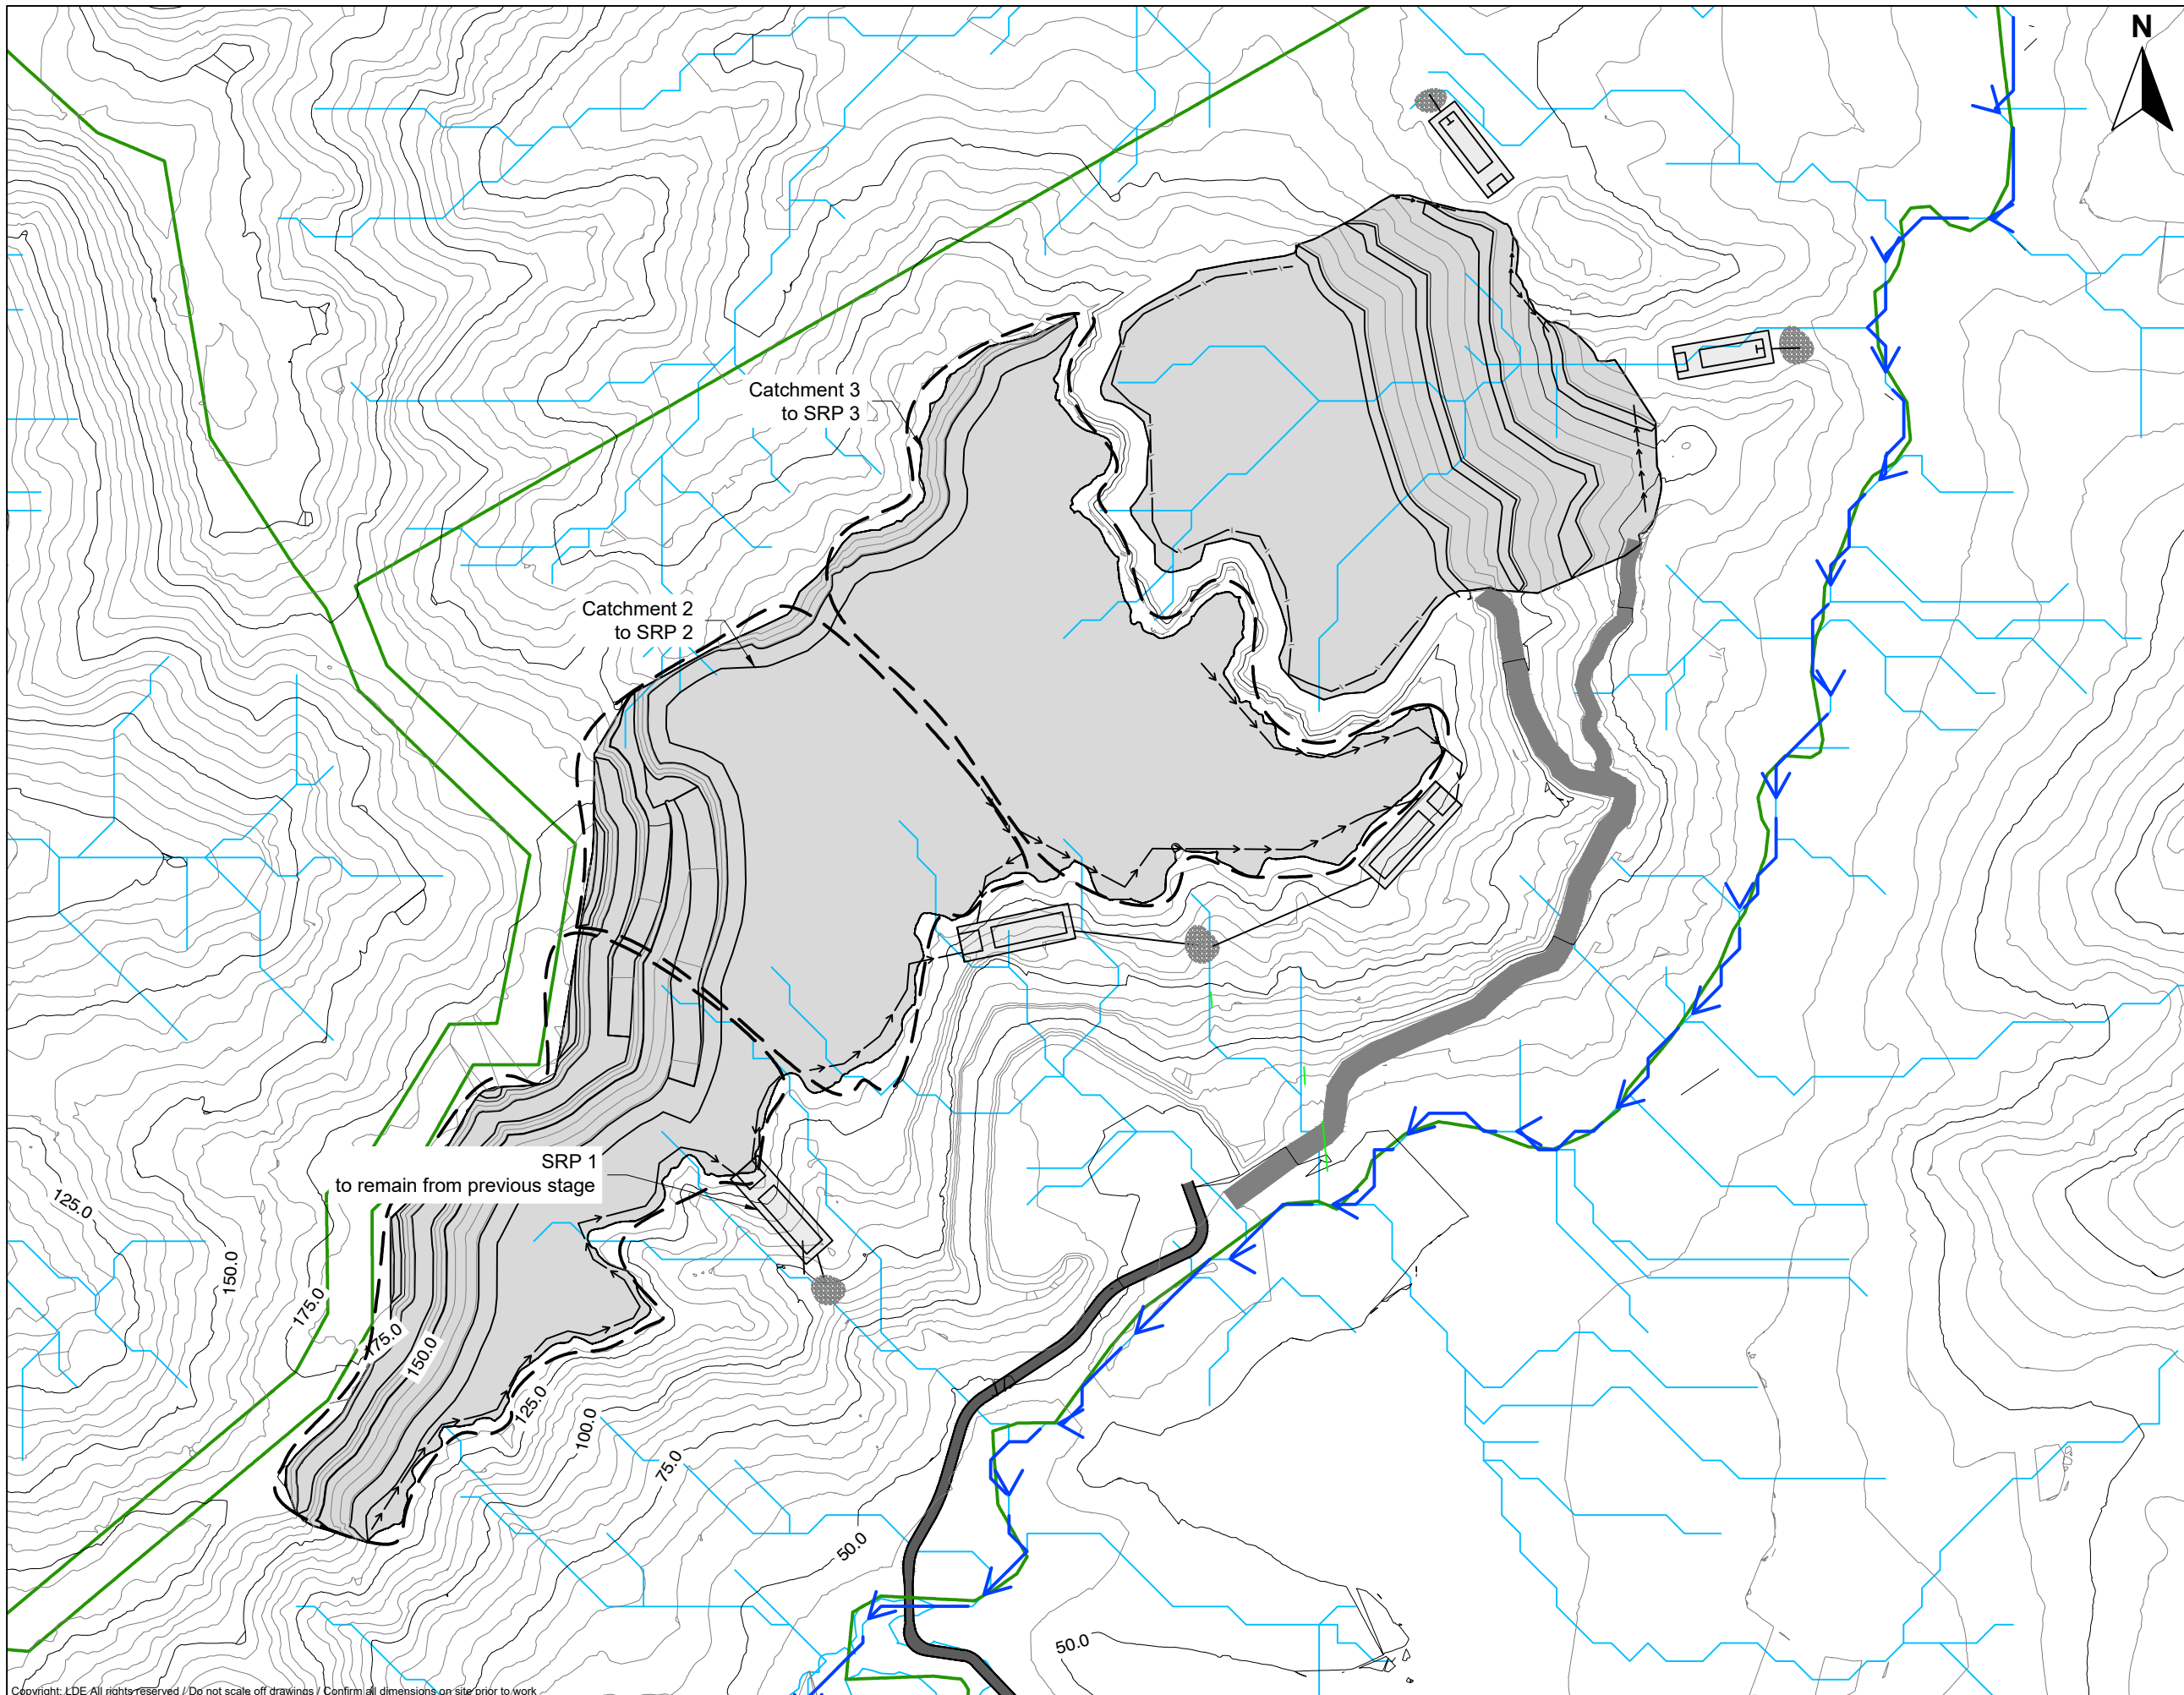 N
Catchment 3
to SRP 3
Catchment 2
to SRP 2
SRP 1
to remain from previous stage
125.0
150.0
175.0
175.0
150.0
125.0
100.0
75.0
50.0
50.0
Copyright: LDE All rights reserved / Do not scale off drawings / Confirm all dimensions on site prior to work